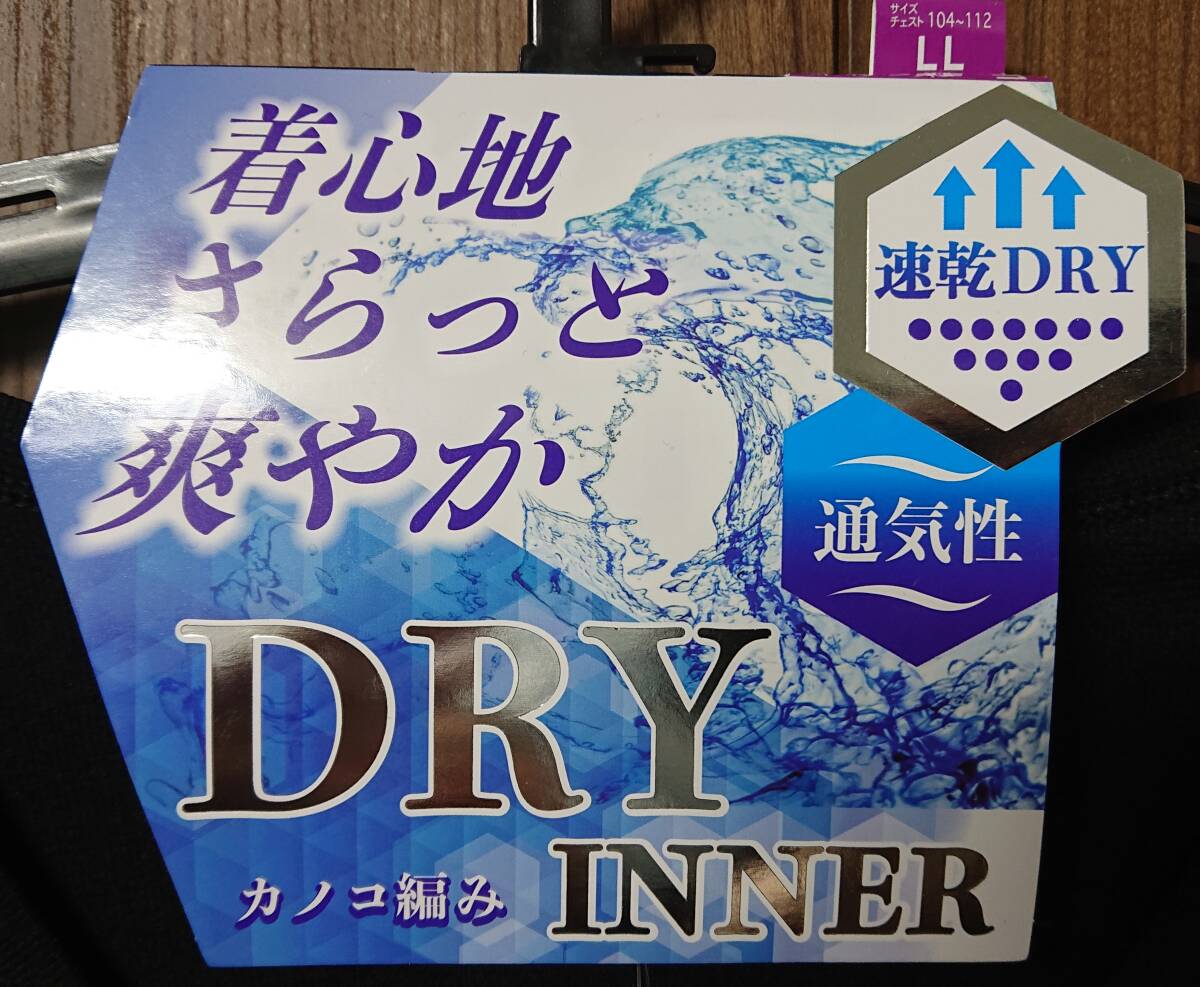 サイズ
チェスト 104~112
LL
着心地
さらっと
爽やか
速乾DRY
通気性
DRY
INNER
カノコ編み